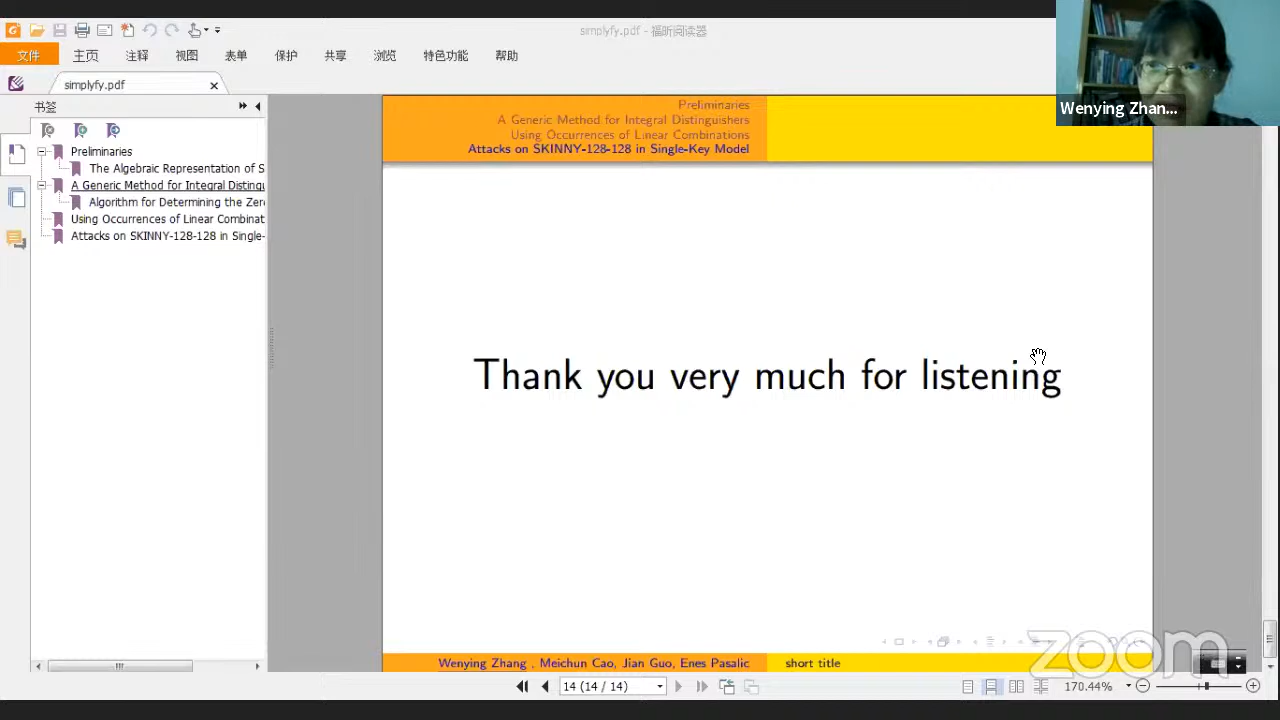 simplyfy.pdf - 福昕阅读器
文件 主页 注释 视图 表单 保护 共享 浏览 特色功能 帮助
simplyfy.pdf
书签
Preliminaries
The Algebraic Representation of S
A Generic Method for Integral Distingu
Algorithm for Determining the Zero
Using Occurrences of Linear Combinat
Attacks on SKINNY-128-128 in Single-
Preliminaries
A Generic Method for Integral Distinguishers
Using Occurrences of Linear Combinations
Attacks on SKINNY-128-128 in Single-Key Model
Wenying Zhan...
Thank you very much for listening
Wenying Zhang , Meichun Cao, Jian Guo, Enes Pasalic
short title
zoom
14 (14 / 14)
170.44%